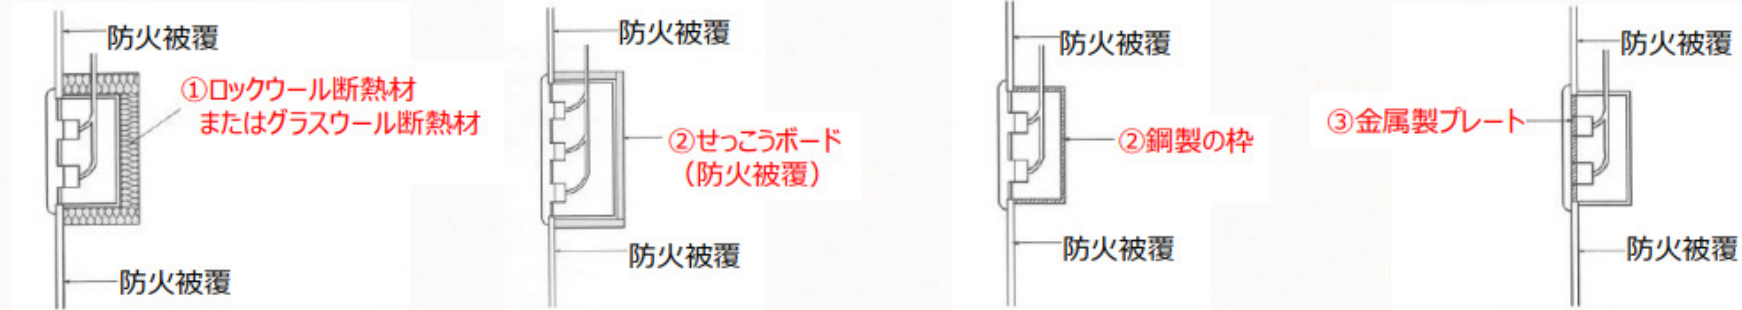 防火被覆
①ロックウール断熱材
またはグラスウール断熱材
防火被覆
防火被覆
②せっこうボード
（防火被覆）
防火被覆
防火被覆
②鋼製の枠
防火被覆
防火被覆
③金属製プレート
防火被覆